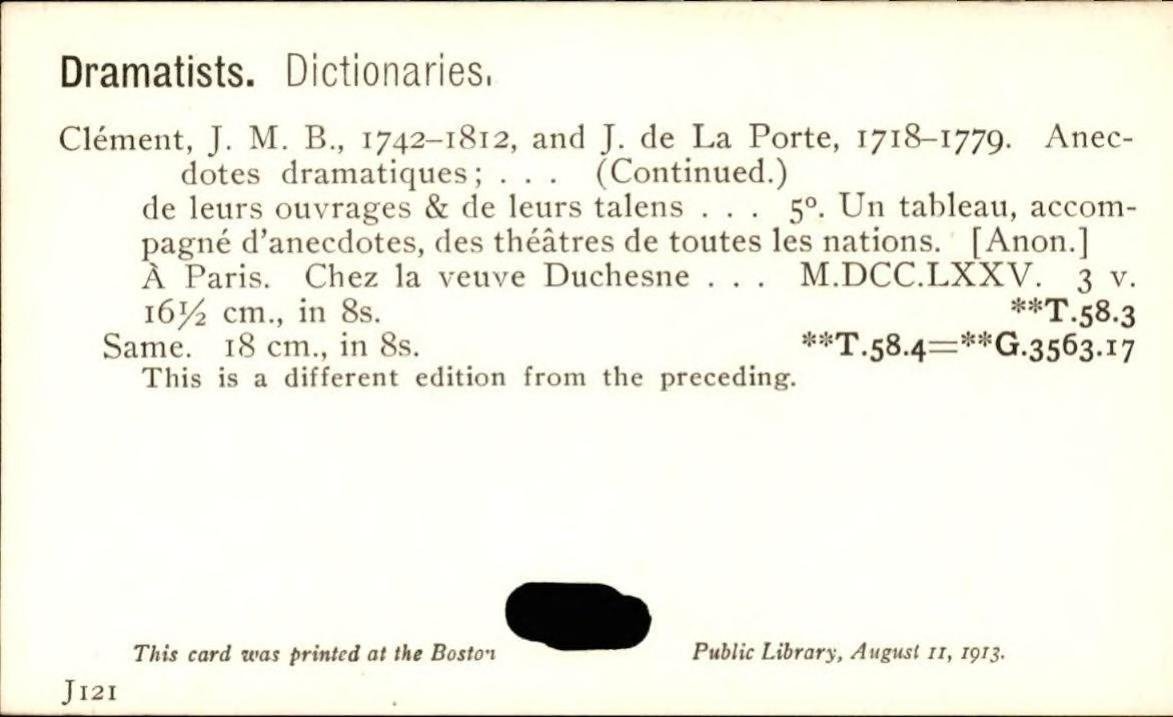 Dramatists. Dictionaries.
Clément, J. M. B., 1742–1812, and J. de La Porte, 1718–1779. Anec-
dotes dramatiques; . . . (Continued.)
de leurs ouvrages & de leurs talens . . . 5º. Un tableau, accom-
pagné d'anecdotes, des théâtres de toutes les nations. [Anon.]
À Paris. Chez la veuve Duchesne . . . M.DCC.LXXV. 3 v.
16½ cm., in 8s. **T.58.3
Same. 18 cm., in 8s. **T.58.4=**G.3563.17
This is a different edition from the preceding.
This card was printed at the Boston Public Library, August 11, 1913.
J121